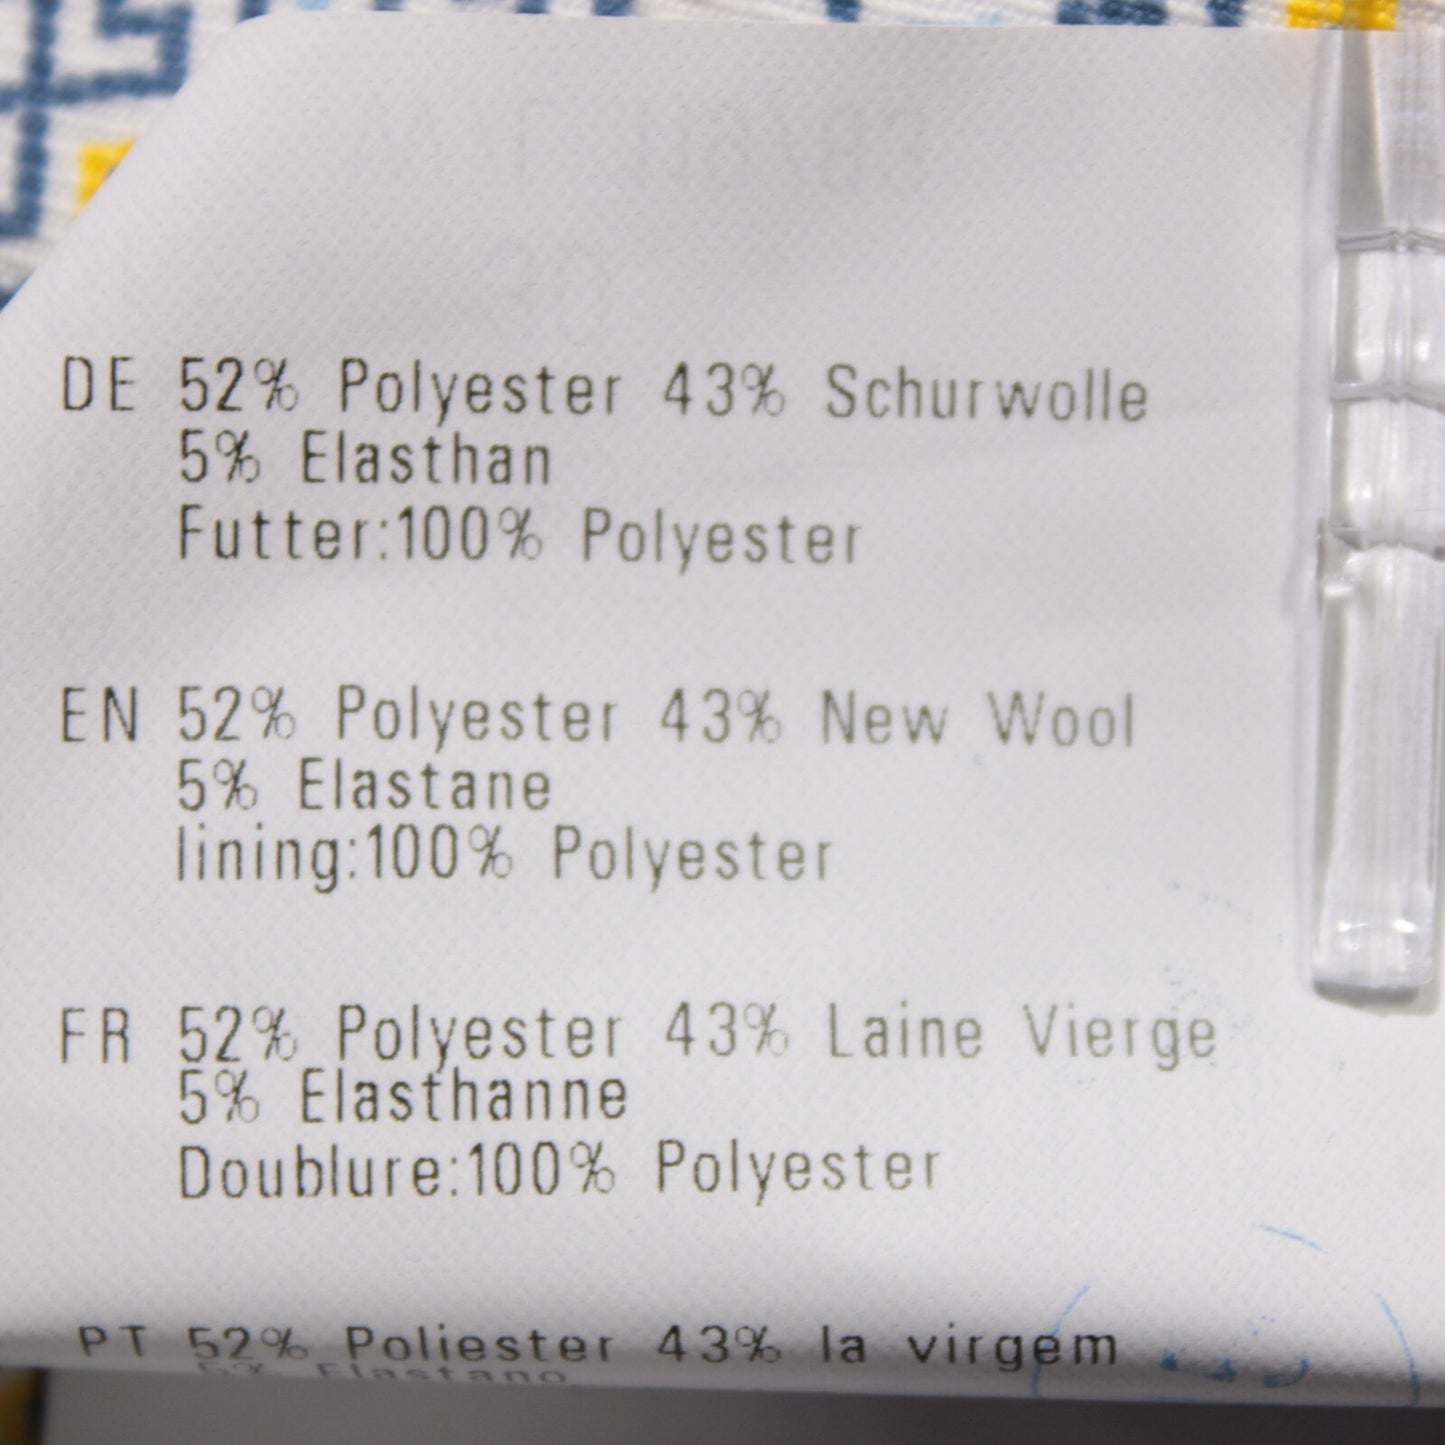 DE 52% Polyester 43% Schurwolle
5% Elasthan
Futter:100% Polyester
EN 52% Polyester 43% New Wool
5% Elastane
lining:100% Polyester
FR 52% Polyester 43% Laine Vierge
5% Elasthanne
Doublure:100% Polyester
PT 52% Poliester 43% la virgem
5% Elastano